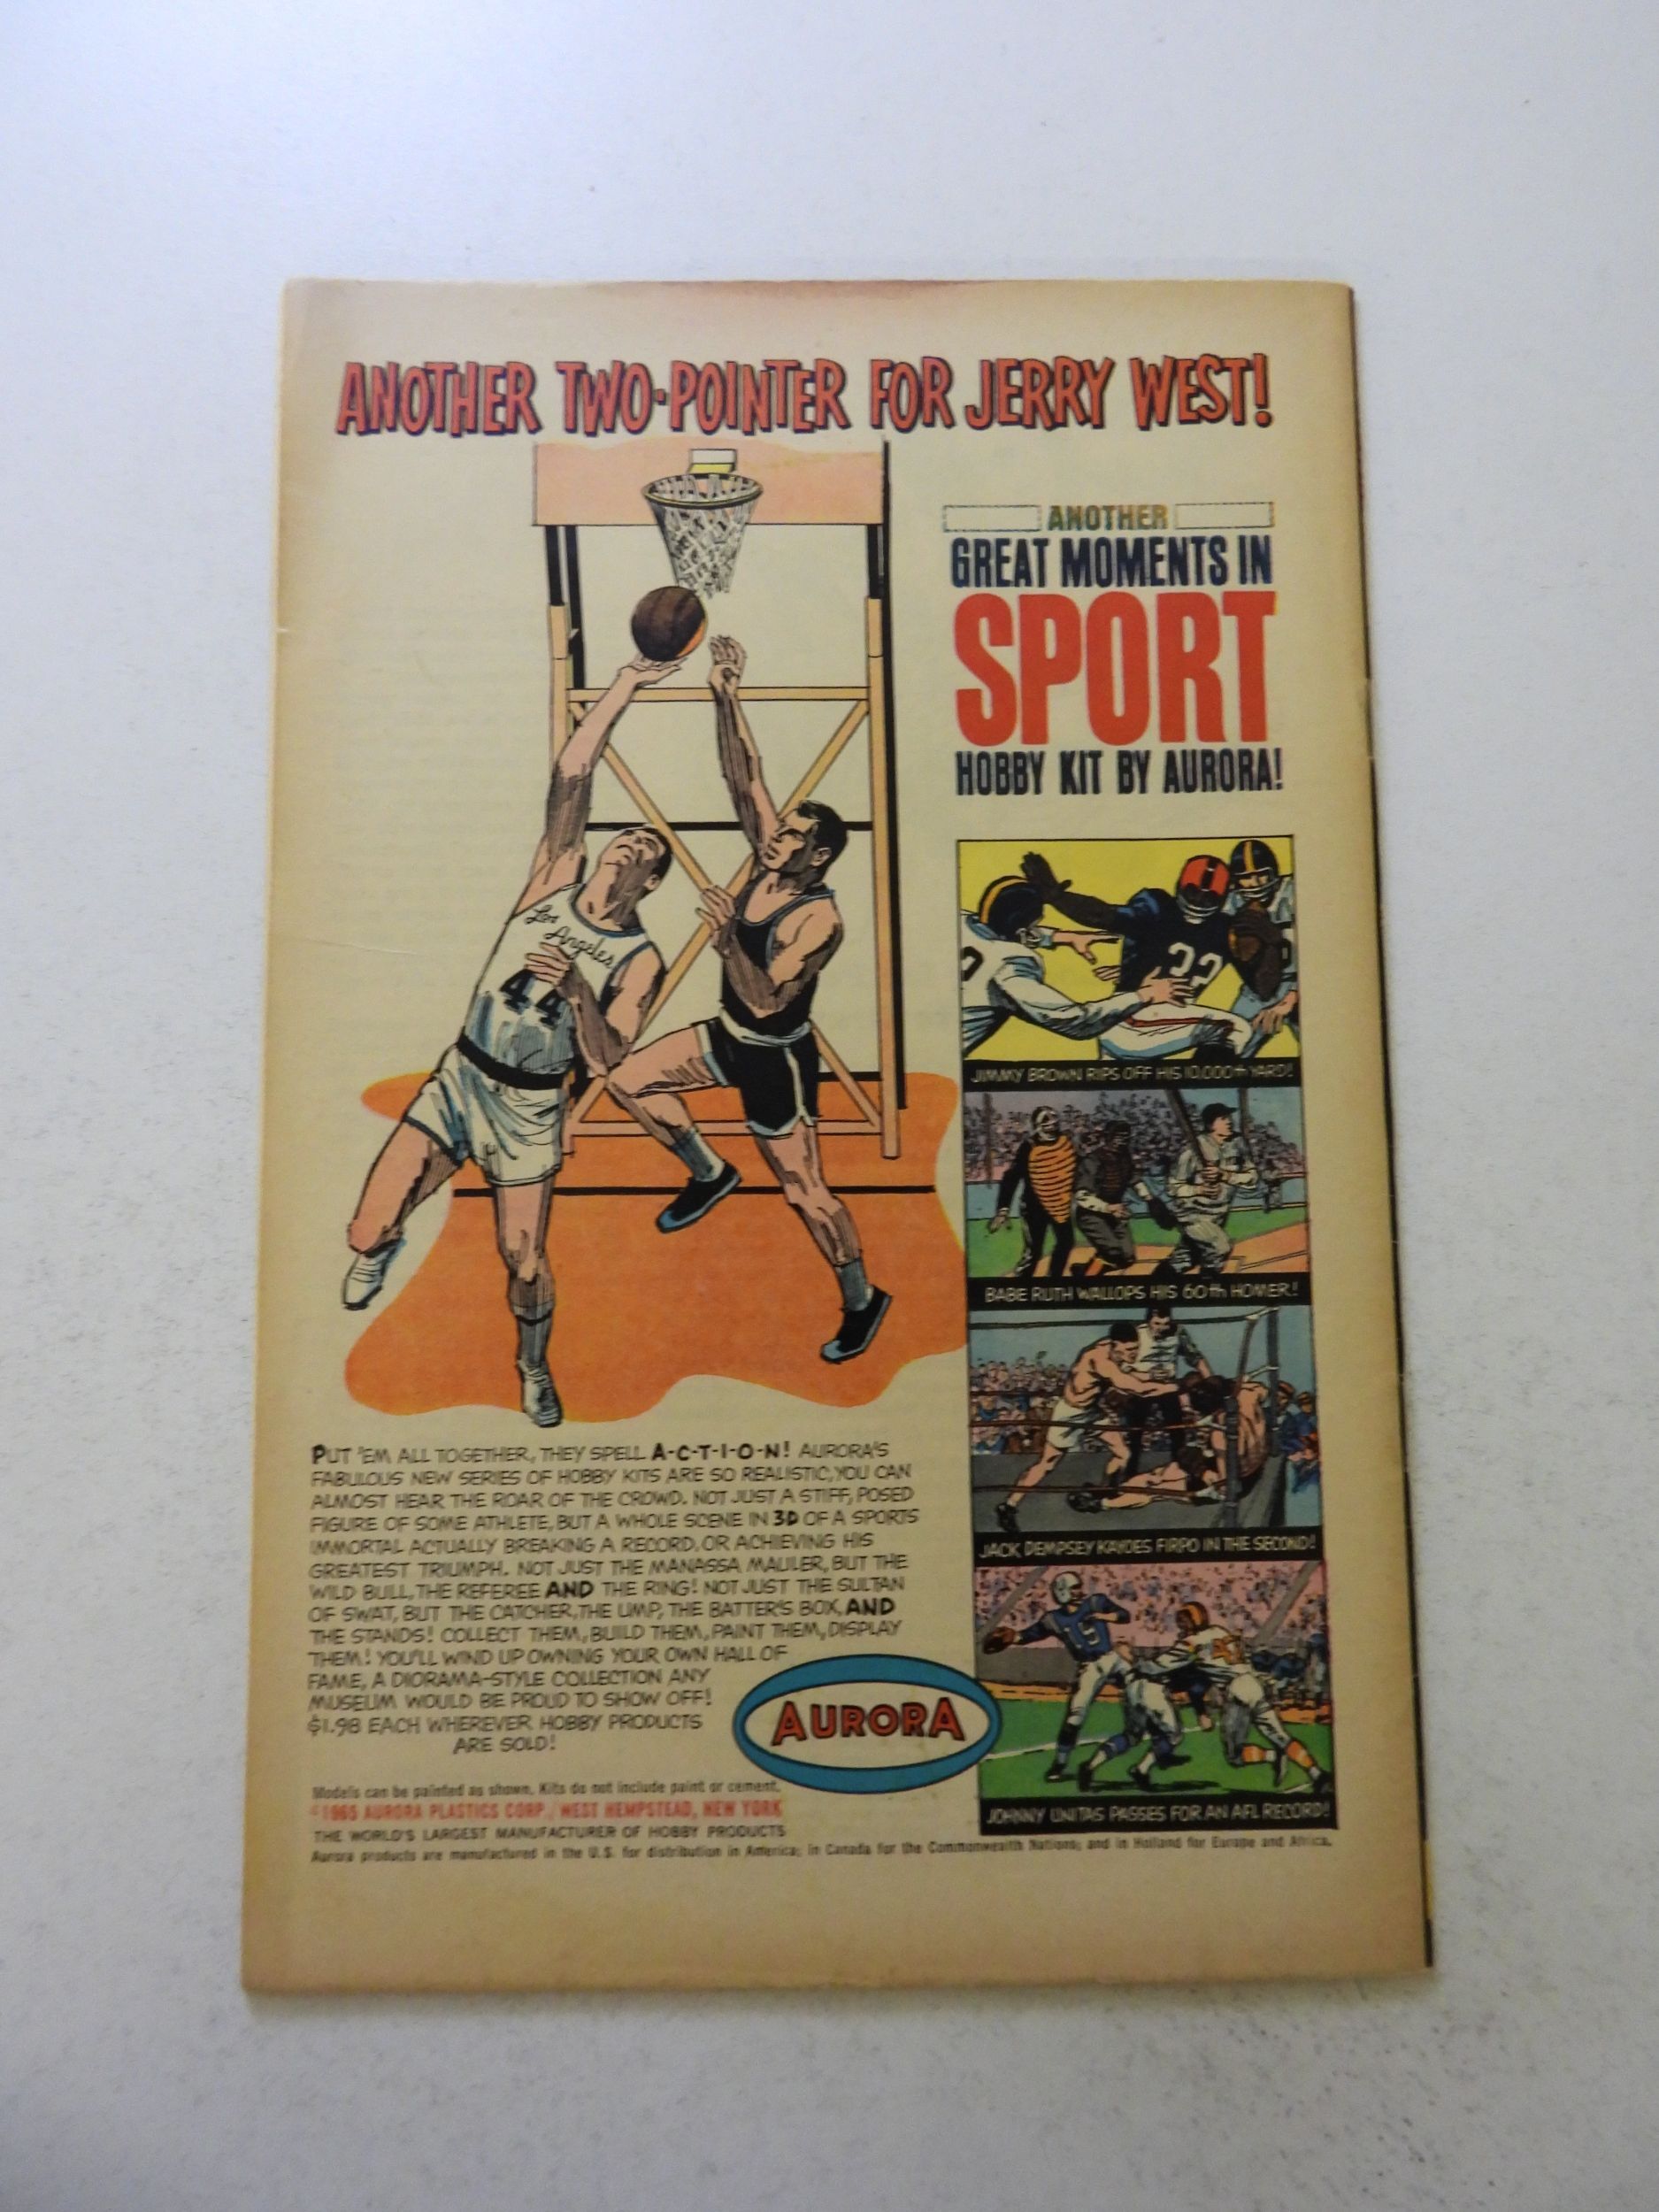 ANOTHER TWO-POINTER FOR JERRY WEST!
ANOTHER
GREAT MOMENTS IN
SPORT
HOBBY KIT BY AURORA!
Los
Angeles
44
32
JIMMY BROWN RIPS OFF HIS 10,000th YARD!
BABE RUTH WALLOPS HIS 60th HOMER!
JACK DEMPSEY KAYOES FIRPO IN THE SECOND!
19
JOHNNY UNITAS PASSES FOR AN AFL RECORD!
PUT 'EM ALL TOGETHER, THEY SPELL A-C-T-I-O-N! AURORA'S
FABULOUS NEW SERIES OF HOBBY KITS ARE SO REALISTIC, YOU CAN
ALMOST HEAR THE ROAR OF THE CROWD. NOT JUST A STIFF, POSED
FIGURE OF SOME ATHLETE, BUT A WHOLE SCENE IN 3D OF A SPORTS
IMMORTAL ACTUALLY BREAKING A RECORD, OR ACHIEVING HIS
GREATEST TRIUMPH. NOT JUST THE MANASSA MAULER, BUT THE
WILD BULL, THE REFEREE AND THE RING! NOT JUST THE SULTAN
OF SWAT, BUT THE CATCHER, THE UMP, THE BATTER'S BOX, AND
THE STANDS! COLLECT THEM, BUILD THEM, PAINT THEM, DISPLAY
THEM! YOU'LL WIND UP OWNING YOUR OWN HALL OF
FAME, A DIORAMA-STYLE COLLECTION ANY
MUSEUM WOULD BE PROUD TO SHOW OFF!
$1.98 EACH WHEREVER HOBBY PRODUCTS
ARE SOLD!
AURORA
Models can be painted as shown. Kits do not include paint or cement.
©1965 AURORA PLASTICS CORP., WEST HEMPSTEAD, NEW YORK
THE WORLD'S LARGEST MANUFACTURER OF HOBBY PRODUCTS
Aurora products are manufactured in the U.S. for distribution in America; in Canada for the Commonwealth Nations; and in Holland for Europe and Africa.